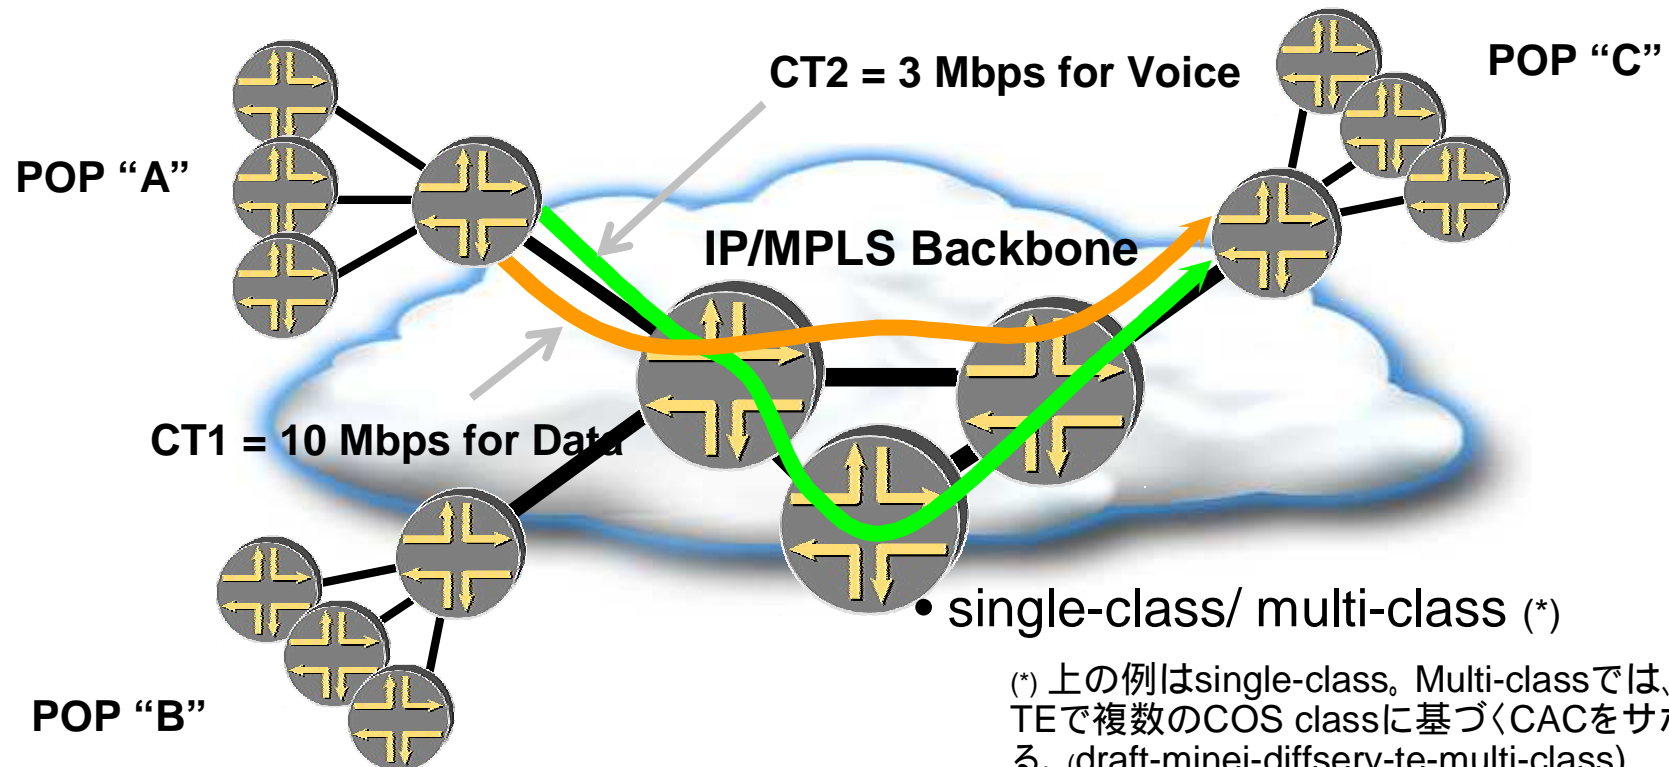 CT2 = 3 Mbps for Voice
POP “C”
POP “A”
IP/MPLS Backbone
CT1 = 10 Mbps for Data
• single-class/ multi-class (*)
(*) 上の例はsingle-class。Multi-classでは、
TEで複数のCOS classに基づくCACをサポ
る。(draft-minei-diffserv-te-multi-class)
POP “B”